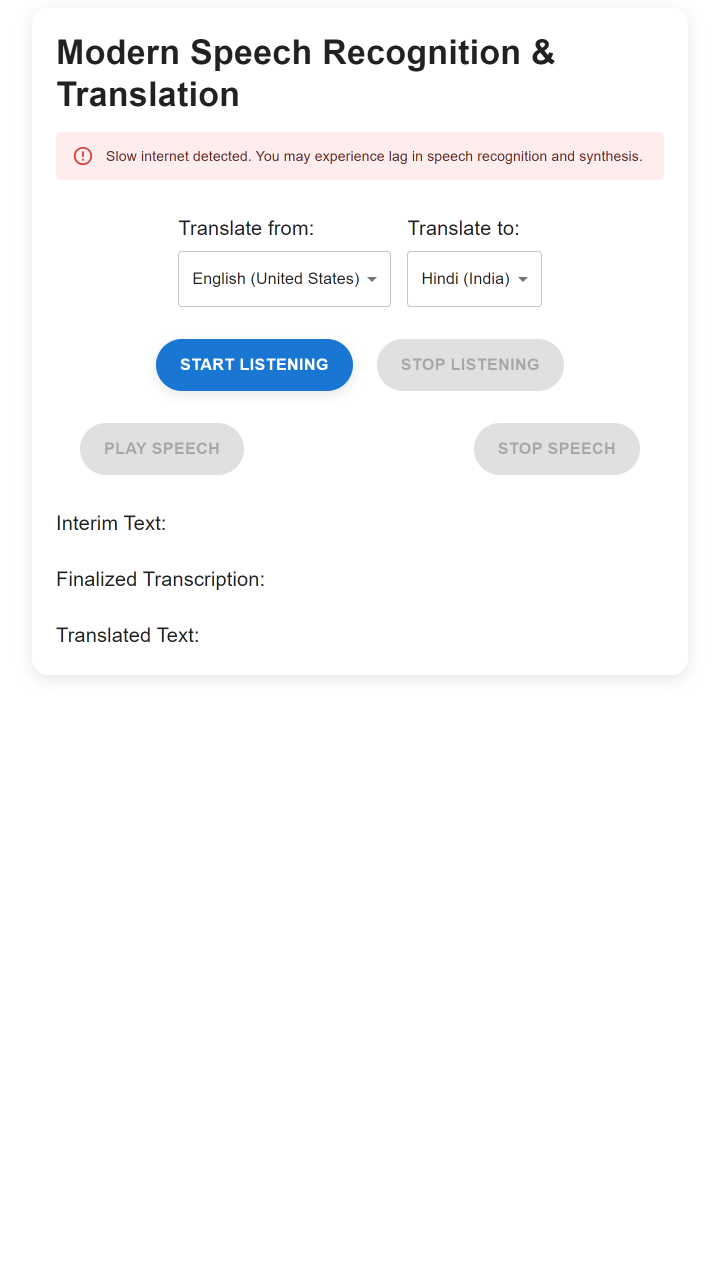 Modern Speech Recognition &
Translation
Slow internet detected. You may experience lag in speech recognition and synthesis.
Translate from:
Translate to:
English (United States)
Hindi (India)
START LISTENING
STOP LISTENING
PLAY SPEECH
STOP SPEECH
Interim Text:
Finalized Transcription:
Translated Text: